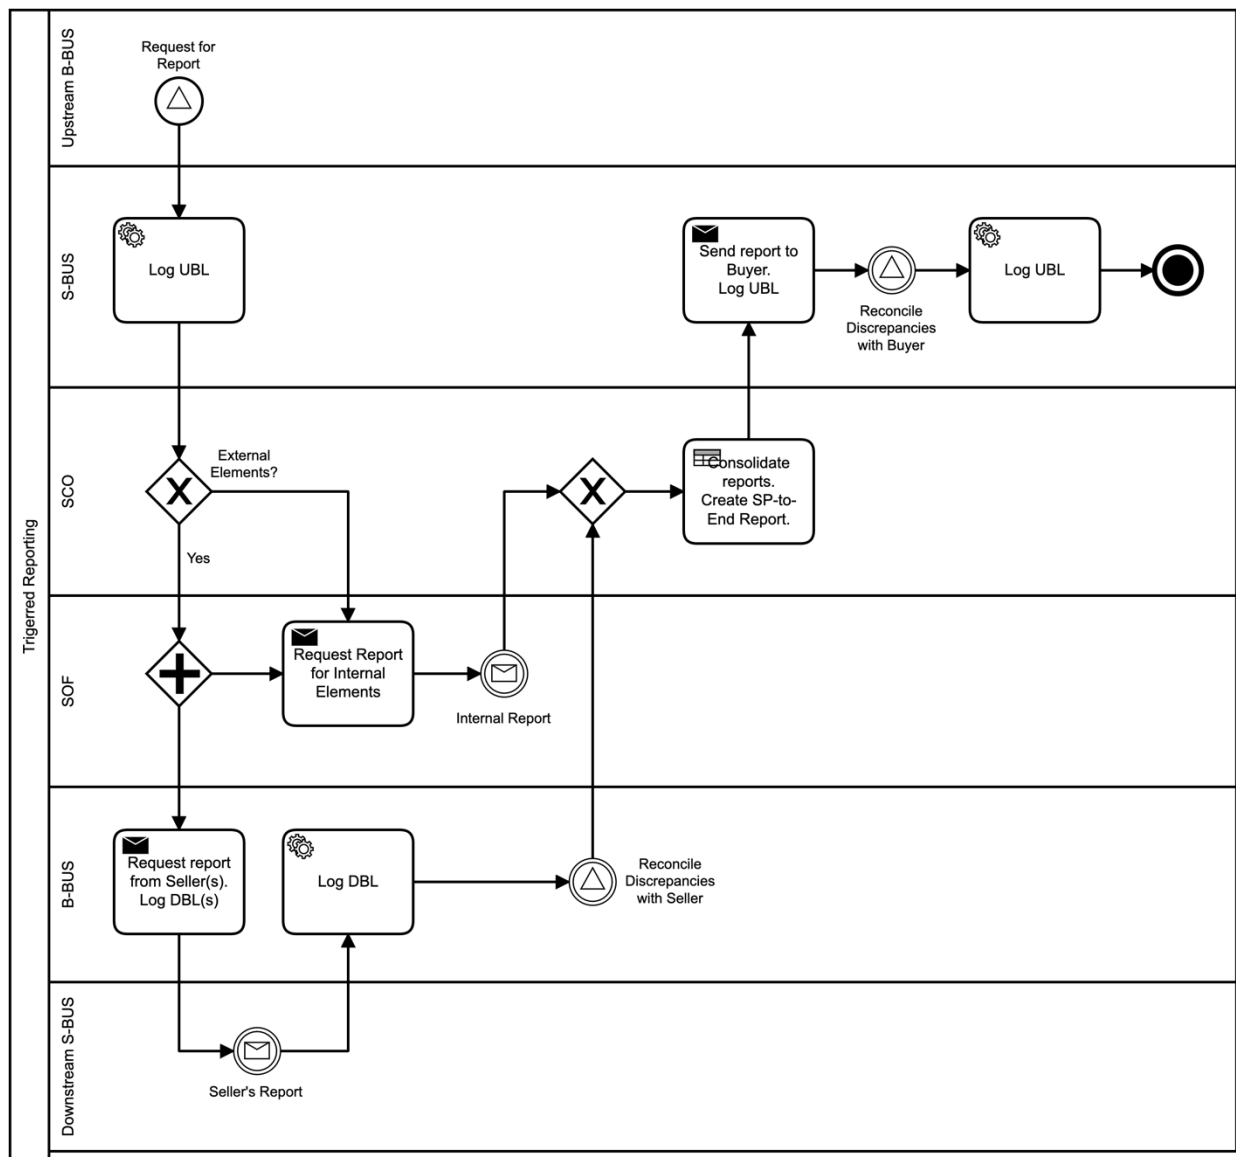 Trigerred Reporting
Upstream B-BUS
Request for
Report
S-BUS
Log UBL
Send report to
Buyer.
Log UBL
Reconcile
Discrepancies
with Buyer
Log UBL
SCO
External
Elements?
Yes
Consolidate
reports.
Create SP-to-
End Report.
SOF
Request Report
for Internal
Elements
Internal Report
B-BUS
Request report
from Seller(s).
Log DBL(s)
Log DBL
Reconcile
Discrepancies
with Seller
Downstream S-BUS
Seller's Report